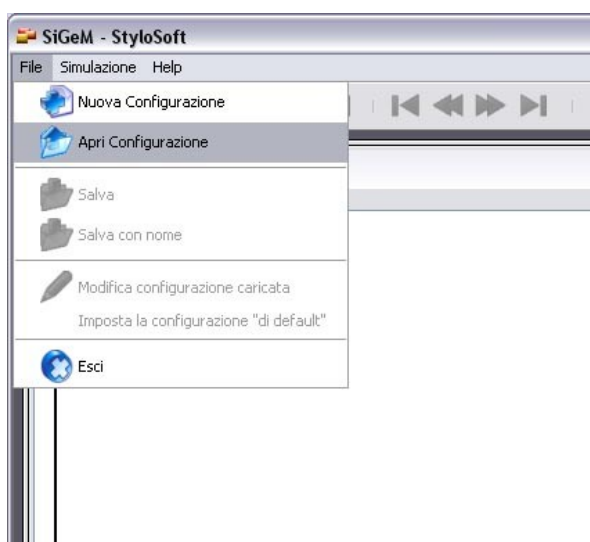 SiGeM - StyloSoft
File Simulazione Help
Nuova Configurazione
Apri Configurazione
Salva
Salva con nome
Modifica configurazione caricata
Imposta la configurazione "di default"
Esci